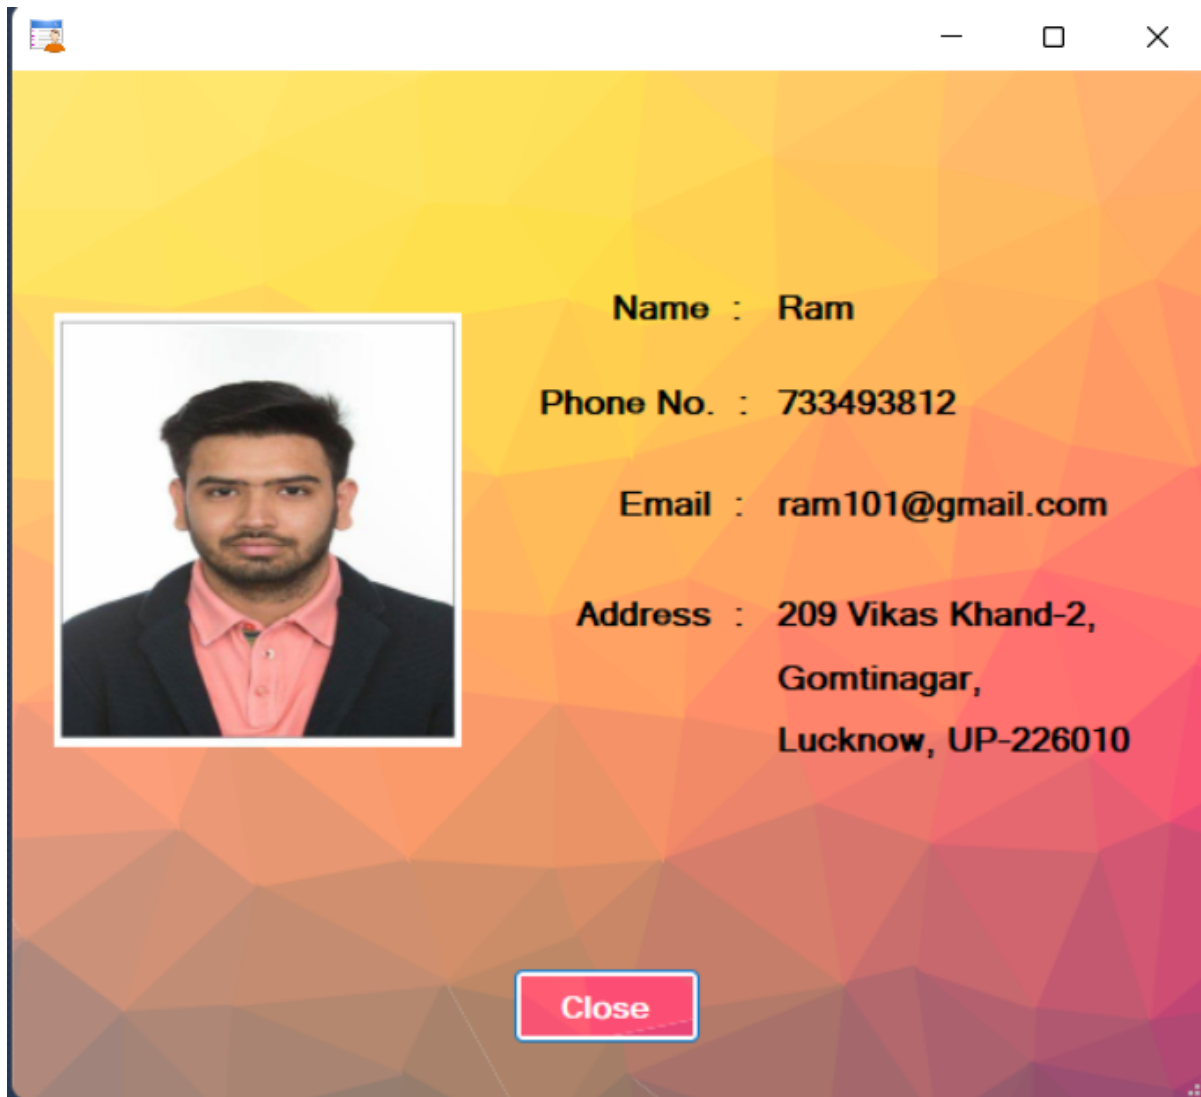 Name : Ram
Phone No. : 733493812
Email : ram101@gmail.com
Address : 209 Vikas Khand-2,
Gomtinagar,
Lucknow, UP-226010
Close